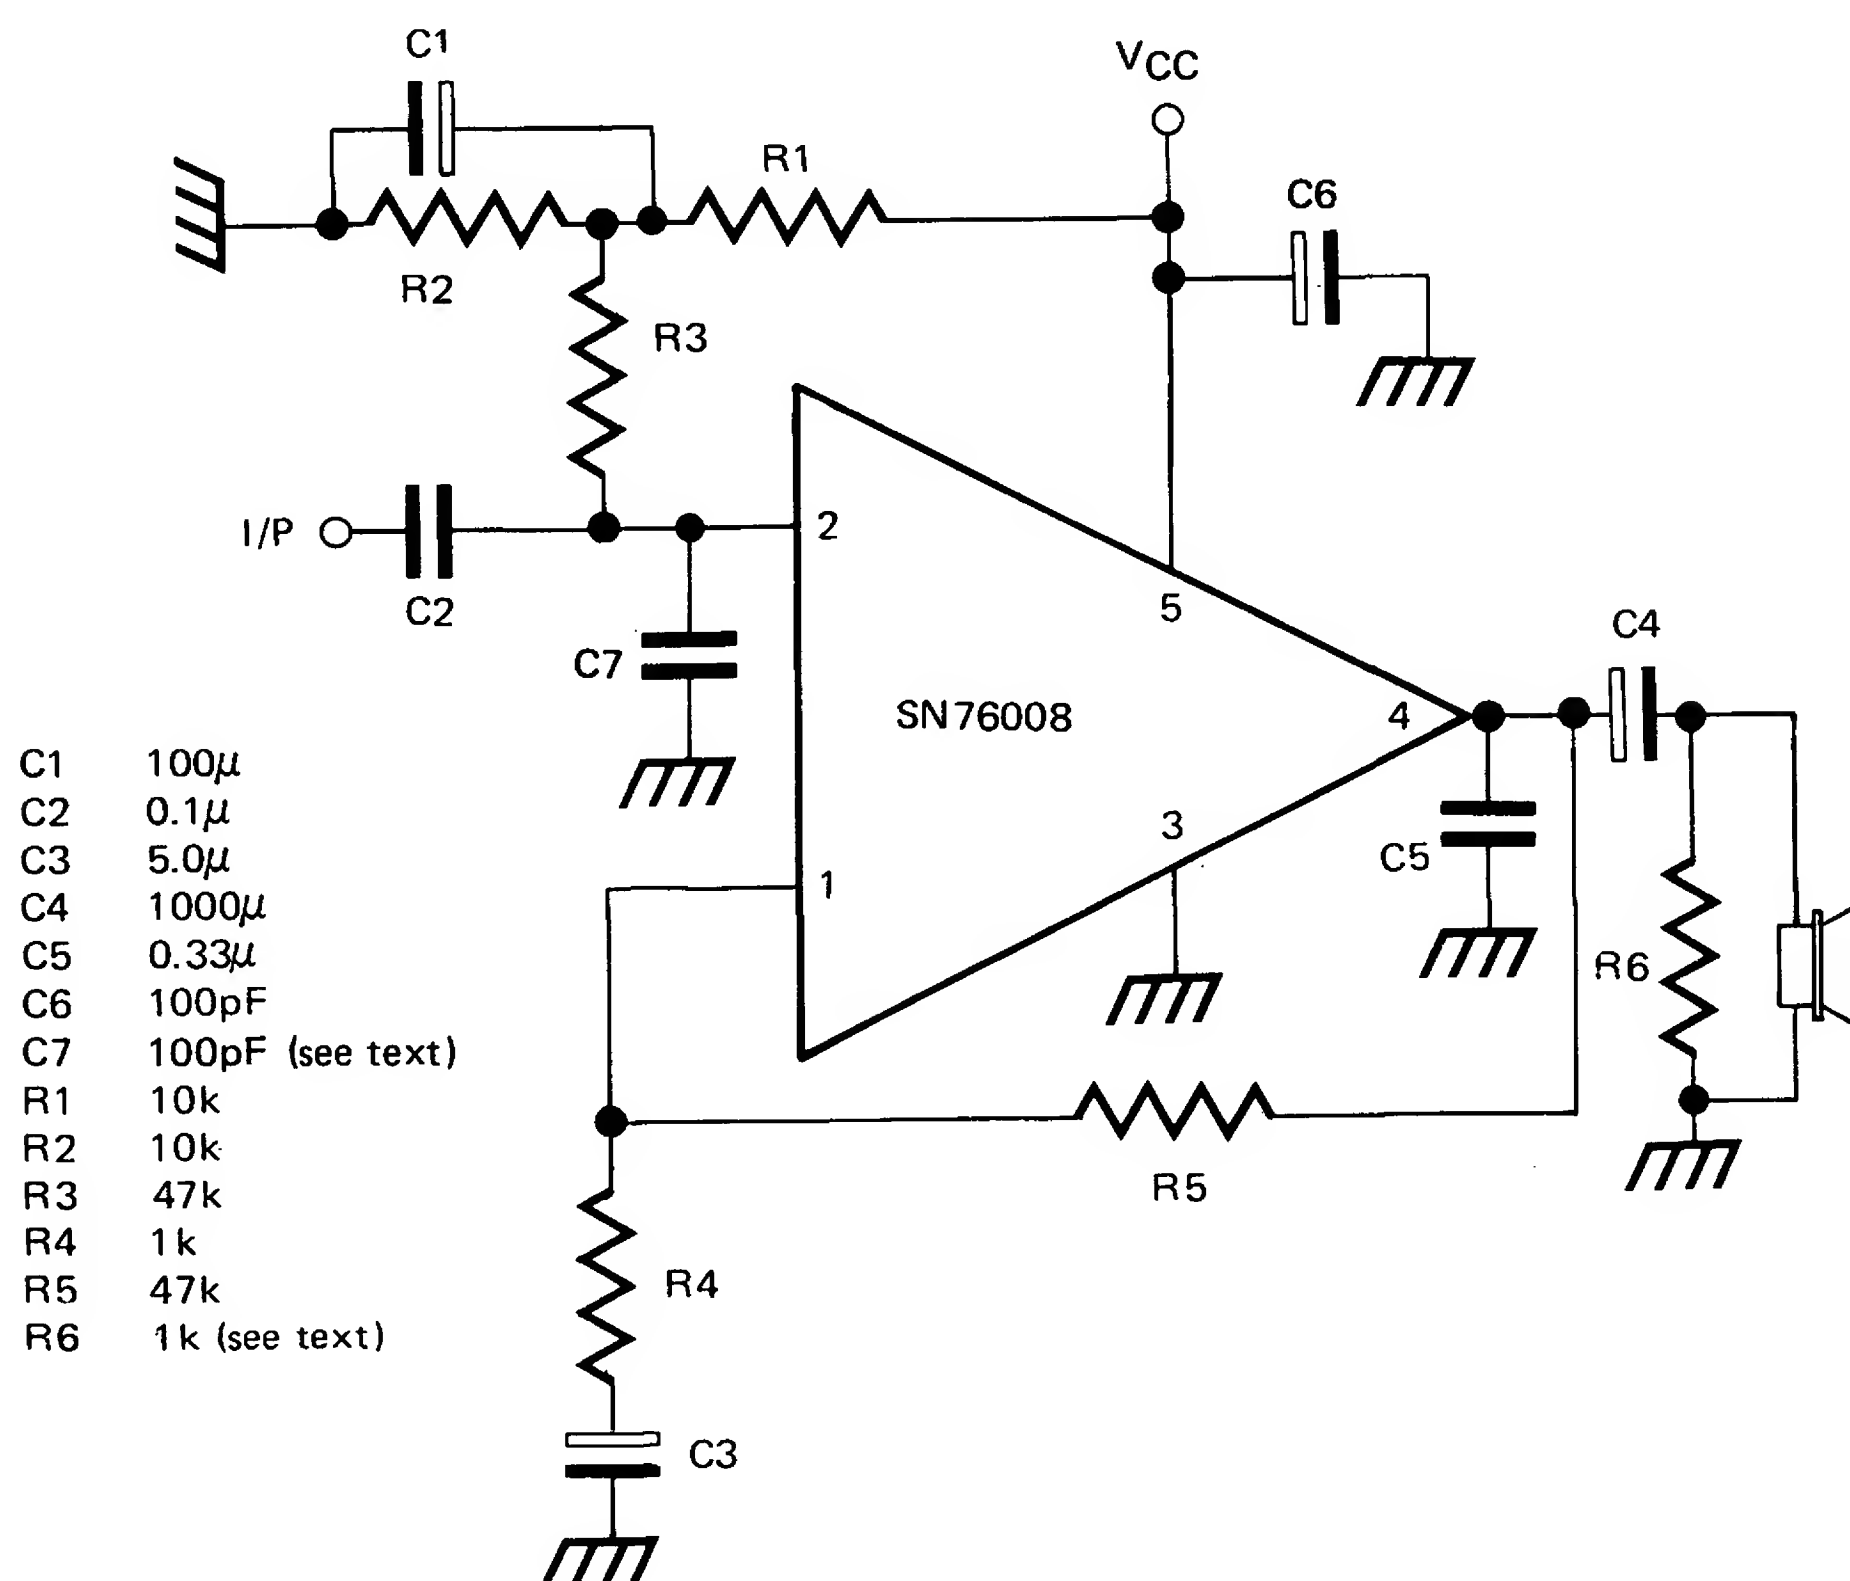 C1
VCC
R1
C6
R2
R3
I/P
2
C2
5
C4
C7
SN76008
4
3
C5
1
R6
R5
R4
C3
C1 100µ
C2 0.1µ
C3 5.0µ
C4 1000µ
C5 0.33µ
C6 100pF
C7 100pF (see text)
R1 10k
R2 10k
R3 47k
R4 1k
R5 47k
R6 1k (see text)